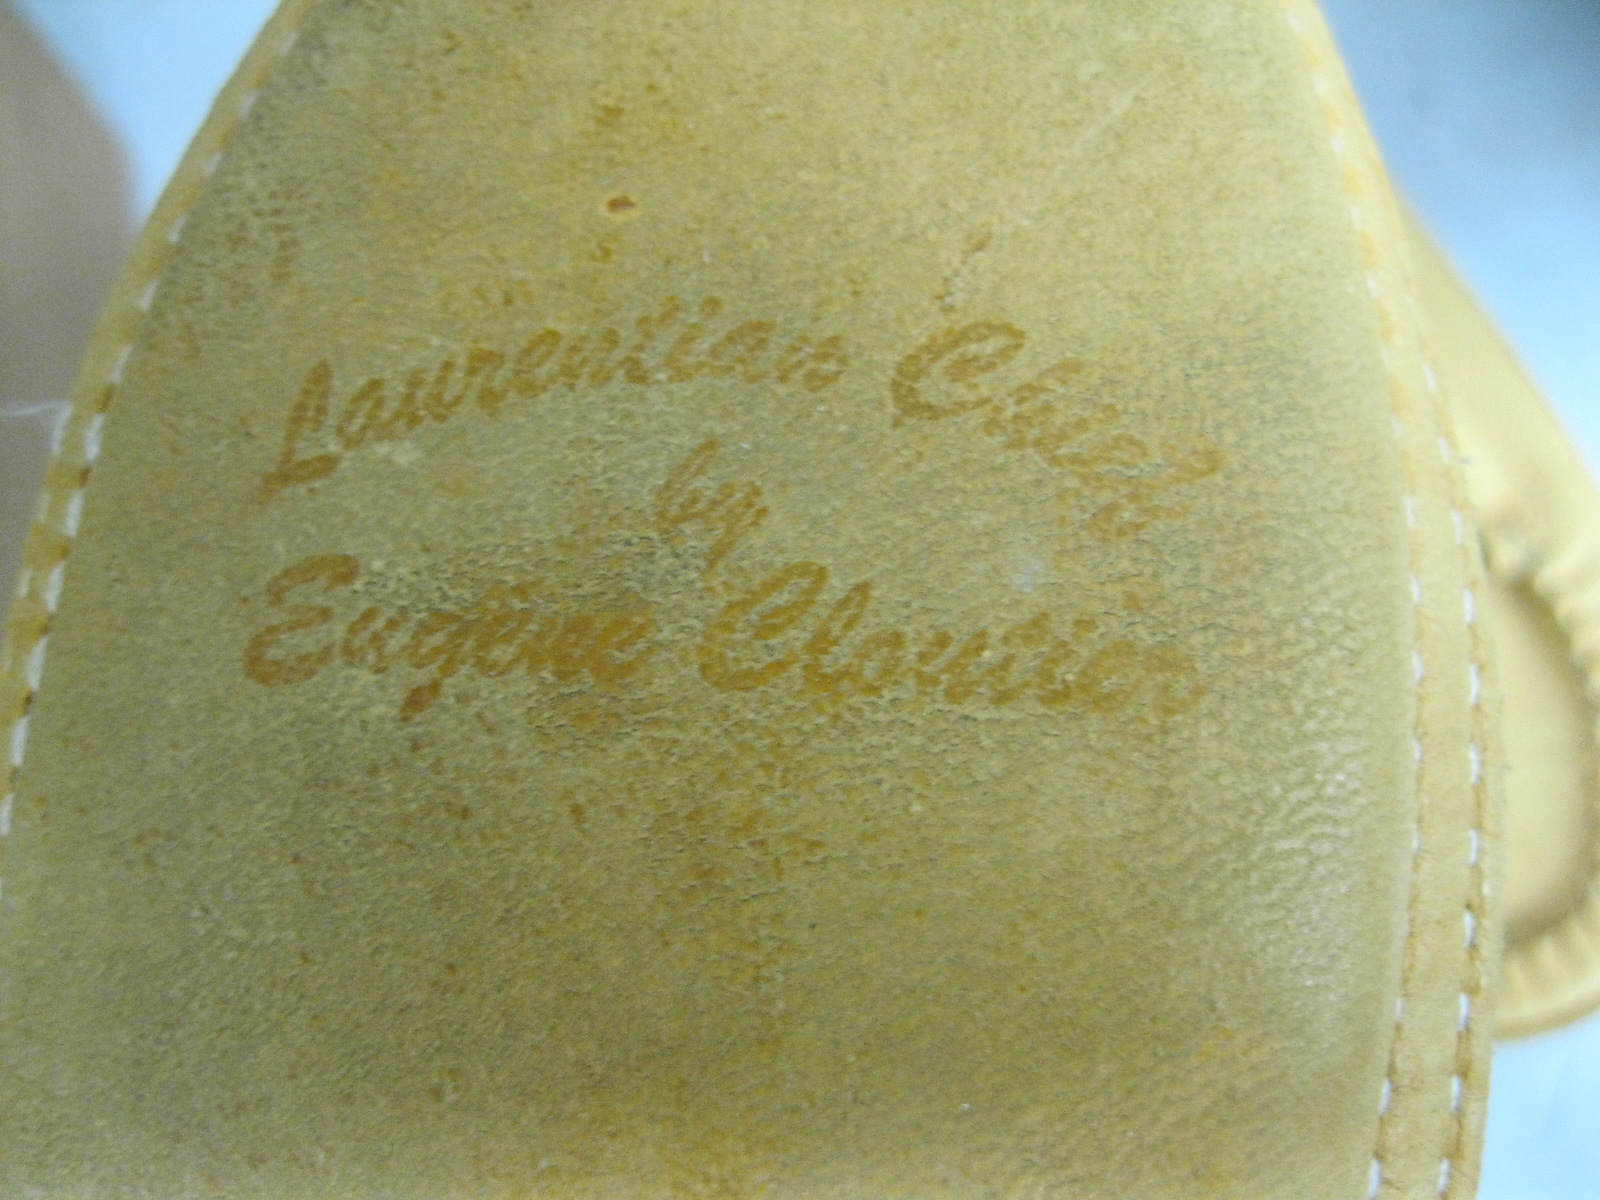 Laurentian Chief
by
Eugène Cloutier